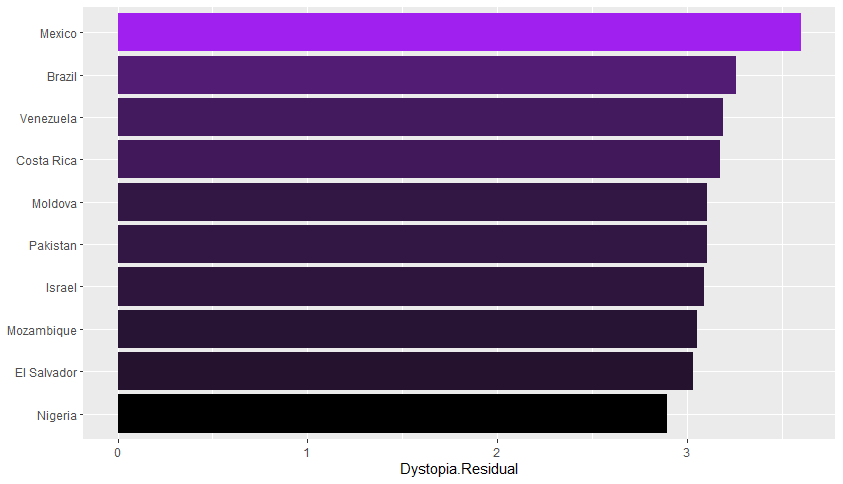 Mexico
Brazil
Venezuela
Costa Rica
Moldova
Pakistan
Israel
Mozambique
El Salvador
Nigeria
0 1 2 3
Dystopia.Residual